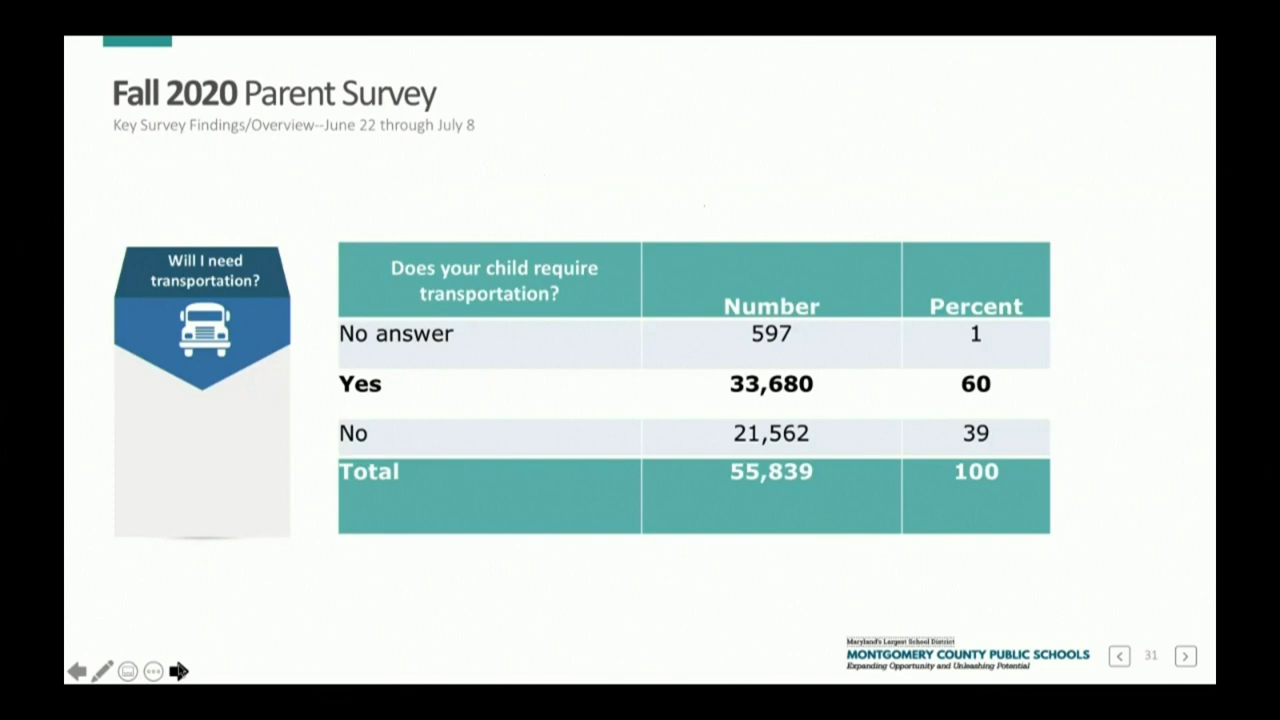 Fall 2020 Parent Survey
Key Survey Findings/Overview--June 22 through July 8
Will I need
transportation?
Does your child require
transportation?
Number
Percent
No answer 597 1
Yes 33,680 60
No 21,562 39
Total 55,839 100
Maryland's Largest School District
MONTGOMERY COUNTY PUBLIC SCHOOLS
Expanding Opportunity and Unleashing Potential
31